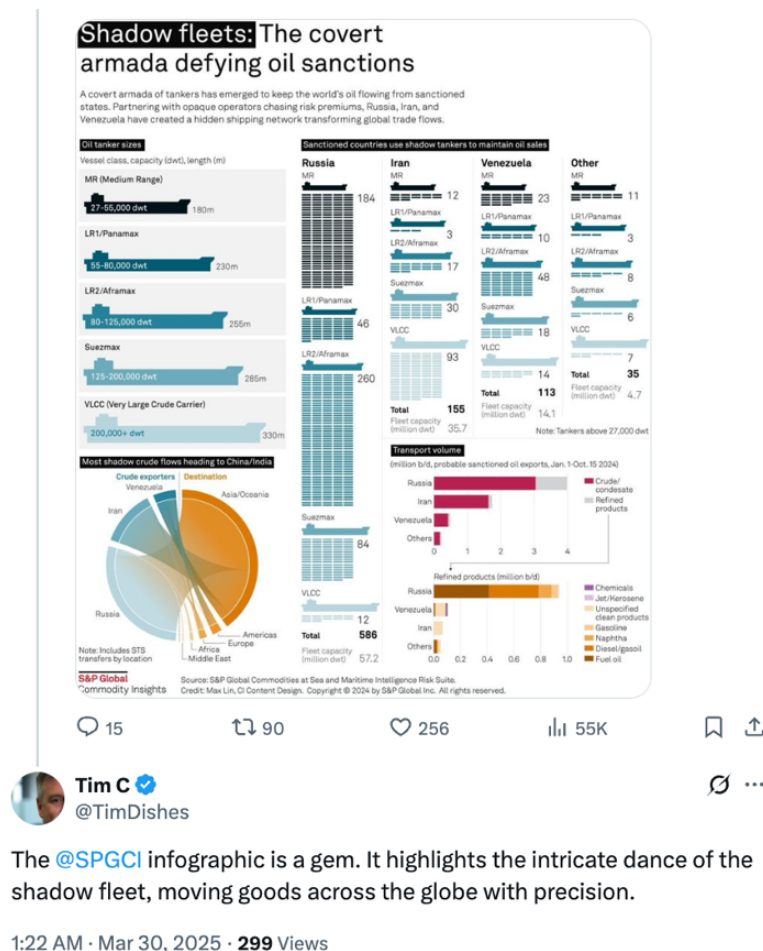 Shadow fleets: The covert
armada defying oil sanctions
A covert armada of tankers has emerged to keep the world's oil flowing from sanctioned
states. Partnering with opaque operators chasing risk premiums, Russia, Iran, and
Venezuela have created a hidden shipping network transforming global trade flows.
Oil tanker sizes
Vessel class, capacity (dwt), length (m)
MR (Medium Range)
27-55,000 dwt
180m
LR1/Panamax
55-80,000 dwt
230m
LR2/Aframax
80-125,000 dwt
255m
Suezmax
125-200,000 dwt
285m
VLCC (Very Large Crude Carrier)
200,000+ dwt
330m
Sanctioned countries use shadow tankers to maintain oil sales
Russia
MR
184
LR1/Panamax
46
LR2/Aframax
260
Suezmax
84
VLCC
12
Total 586
Fleet capacity
(million dwt) 57.2
Iran
MR
12
LR1/Panamax
3
LR2/Aframax
17
Suezmax
30
VLCC
93
Total 155
Fleet capacity
(million dwt) 35.7
Venezuela
MR
23
LR1/Panamax
10
LR2/Aframax
48
Suezmax
18
VLCC
14
Total 113
Fleet capacity
(million dwt) 14.1
Other
MR
11
LR1/Panamax
3
LR2/Aframax
8
Suezmax
6
VLCC
7
Total 35
Fleet capacity
(million dwt) 4.7
Note: Tankers above 27,000 dwt
Most shadow crude flows heading to China/India
Crude exporters Destination
Venezuela
Asia/Oceania
Iran
Russia
Americas
Europe
Africa
Middle East
Note: Includes STS
transfers by location
Transport volume
(million b/d, probable sanctioned oil exports, Jan. 1-Oct. 15 2024)
Russia
Iran
Venezuela
Others
0 1 2 3 4
Crude/
condesate
Refined
products
Refined products (million b/d)
Russia
Venezuela
Iran
Others
0.0 0.2 0.4 0.6 0.8 1.0
Chemicals
Jet/Kerosene
Unspecified
clean products
Gasoline
Naphtha
Diesel/gasoil
Fuel oil
S&P Global
Commodity Insights
Source: S&P Global Commodities at Sea and Maritime Intelligence Risk Suite.
Credit: Max Lin, CI Content Design. Copyright © 2024 by S&P Global Inc. All rights reserved.
15 90 256 55K
Tim C
@TimDishes
The @SPGCI infographic is a gem. It highlights the intricate dance of the
shadow fleet, moving goods across the globe with precision.
1:22 AM · Mar 30, 2025 · 299 Views